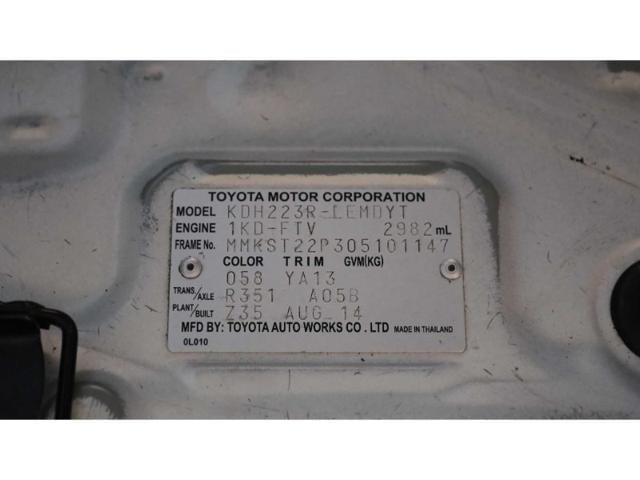 TOYOTA MOTOR CORPORATION
MODEL KDH223R-LEMDYT
ENGINE 1KD-FTV 2982 mL
FRAME NO. MMKST22P305101147
COLOR TRIM GVM(KG)
058 YA13
TRANS/AXLE R351 A05B
PLANT/BUILT Z35 AUG 14
MFD BY: TOYOTA AUTO WORKS CO . LTD MADE IN THAILAND
0L010